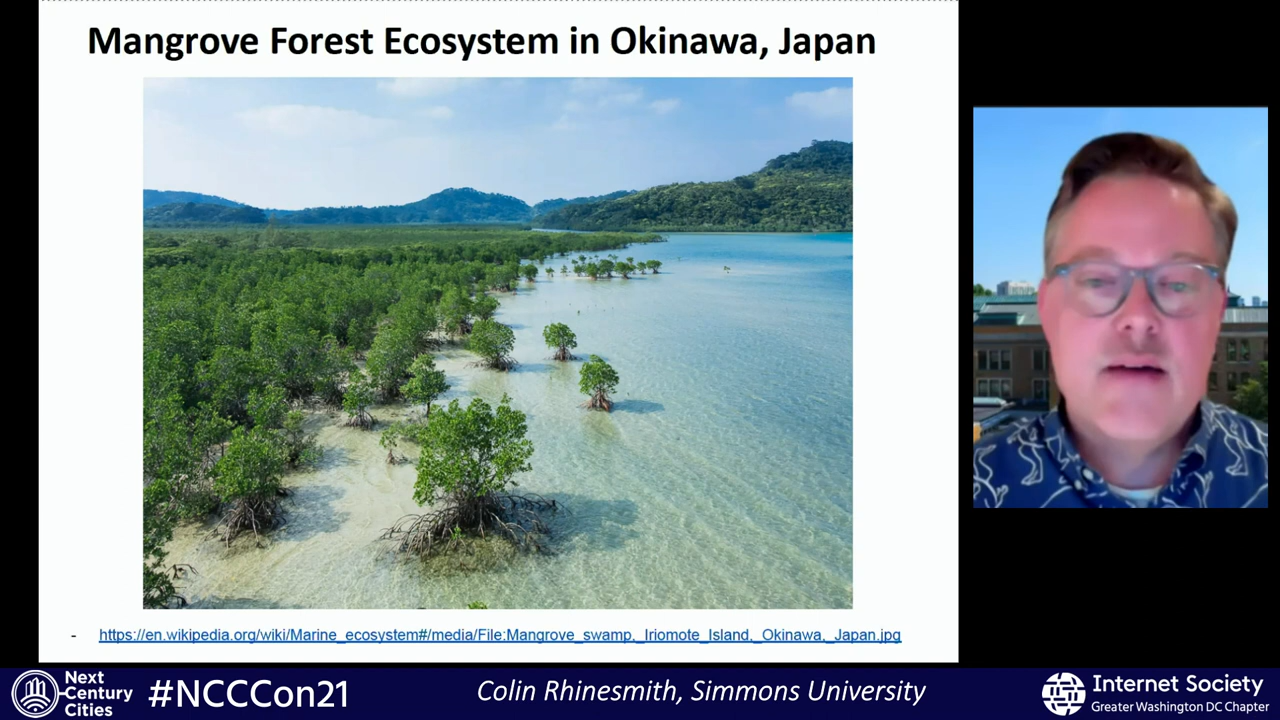 Mangrove Forest Ecosystem in Okinawa, Japan
- https://en.wikipedia.org/wiki/Marine_ecosystem#/media/File:Mangrove_swamp,_Iriomote_Island,_Okinawa,_Japan.jpg
Next
Century
Cities
#NCCCon21
Colin Rhinesmith, Simmons University
Internet Society
Greater Washington DC Chapter